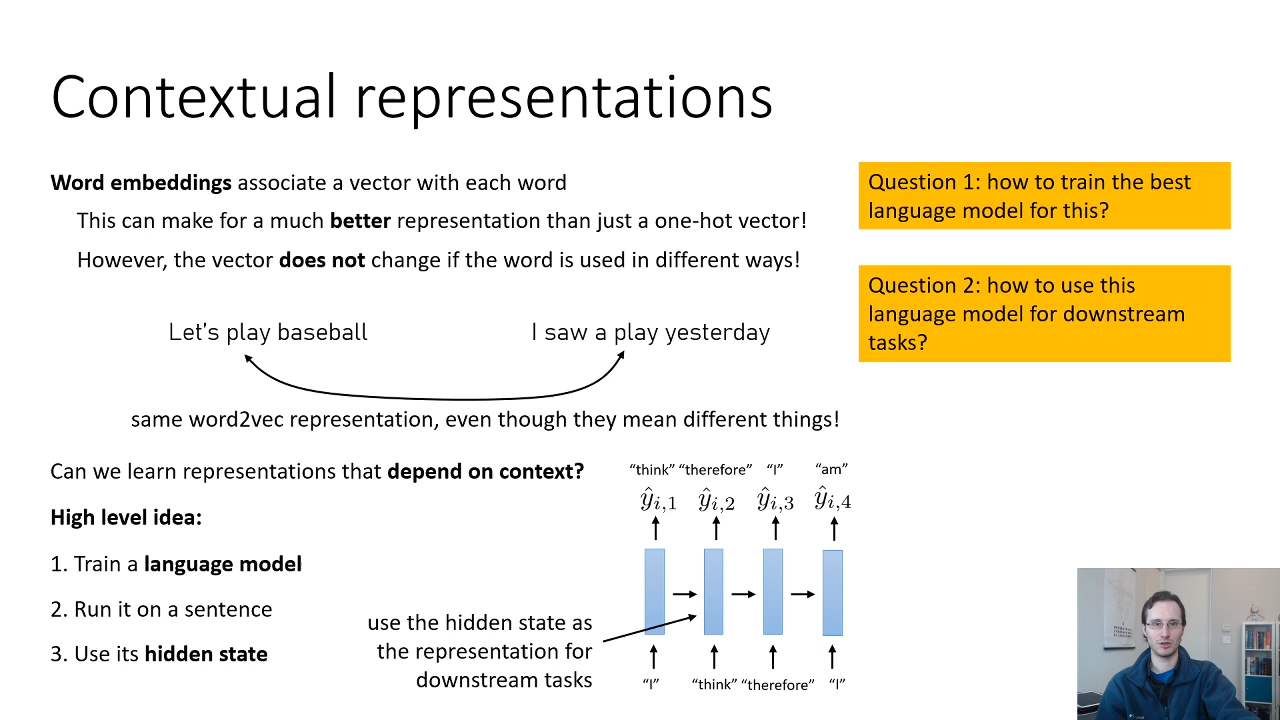 Contextual representations
Word embeddings associate a vector with each word
This can make for a much better representation than just a one-hot vector!
However, the vector does not change if the word is used in different ways!
Let's play baseball
I saw a play yesterday
same word2vec representation, even though they mean different things!
Can we learn representations that depend on context?
High level idea:
1. Train a language model
2. Run it on a sentence
3. Use its hidden state
use the hidden state as
the representation for
downstream tasks
“think” “therefore” “I” “am”
ŷi,1 ŷi,2 ŷi,3 ŷi,4
“I” “think” “therefore” “I”
Question 1: how to train the best
language model for this?
Question 2: how to use this
language model for downstream
tasks?